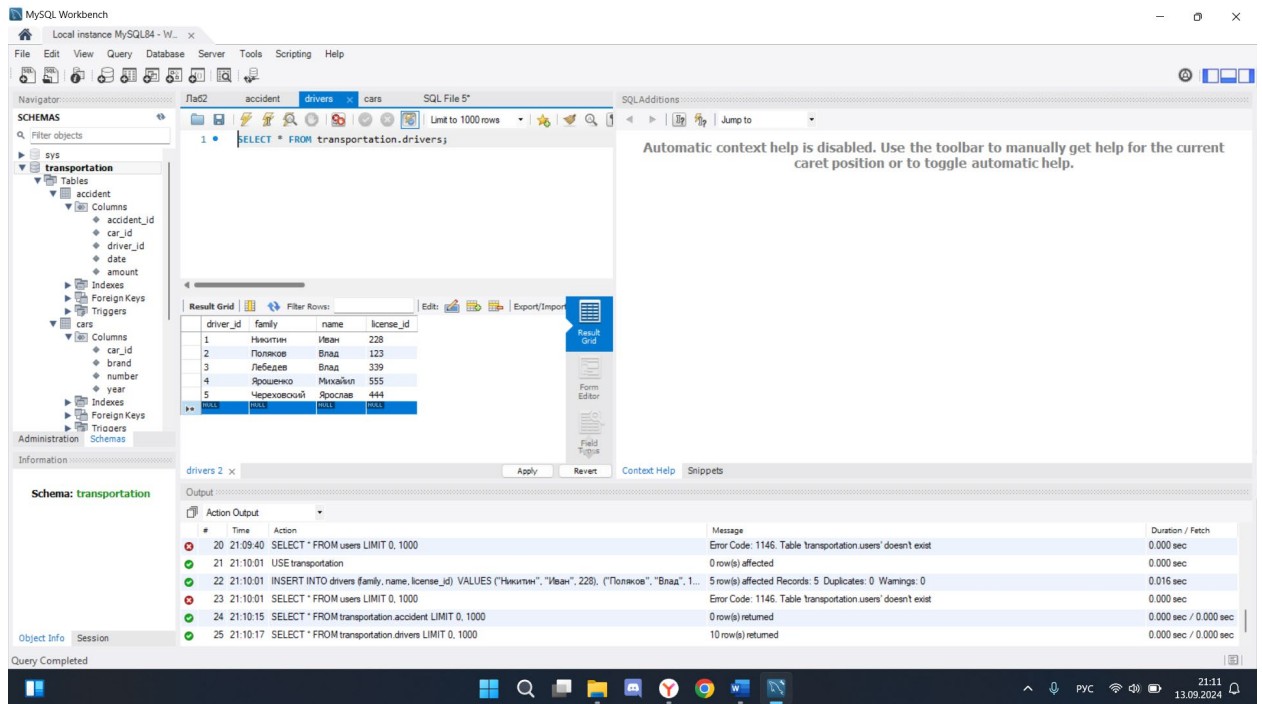 MySQL Workbench
Local instance MySQL84 - W...
File Edit View Query Database Server Tools Scripting Help
Navigator
SCHEMAS
Filter objects
sys
transportation
Tables
accident
Columns
accident_id
car_id
driver_id
date
amount
Indexes
Foreign Keys
Triggers
cars
Columns
car_id
brand
number
year
Indexes
Foreign Keys
Triggers
Administration Schemas
Information
Schema: transportation
Object Info Session
Query Completed
Лаб2 accident drivers cars SQL File 5*
Limit to 1000 rows
1 SELECT * FROM transportation.drivers;
Result Grid Filter Rows: Edit: Export/Import
driver_id family name license_id
1 Никитин Иван 228
2 Поляков Влад 123
3 Лебедев Влад 339
4 Ярошенко Михаил 555
5 Череховский Ярослав 444
NULL NULL NULL NULL
Result Grid
Form Editor
Field Types
drivers 2 Apply Revert
SQLAdditions
Jump to
Automatic context help is disabled. Use the toolbar to manually get help for the current
caret position or to toggle automatic help.
Context Help Snippets
Output
Action Output
# Time Action Message Duration / Fetch
20 21:09:40 SELECT * FROM users LIMIT 0, 1000 Error Code: 1146. Table 'transportation.users' doesn't exist 0.000 sec
21 21:10:01 USE transportation 0 row(s) affected 0.000 sec
22 21:10:01 INSERT INTO drivers (family, name, license_id) VALUES ("Никитин", "Иван", 228), ("Поляков", "Влад", 1... 5 row(s) affected Records: 5 Duplicates: 0 Warnings: 0 0.016 sec
23 21:10:01 SELECT * FROM users LIMIT 0, 1000 Error Code: 1146. Table 'transportation.users' doesn't exist 0.000 sec
24 21:10:15 SELECT * FROM transportation.accident LIMIT 0, 1000 0 row(s) returned 0.000 sec / 0.000 sec
25 21:10:17 SELECT * FROM transportation.drivers LIMIT 0, 1000 10 row(s) returned 0.000 sec / 0.000 sec
РУС
21:11
13.09.2024